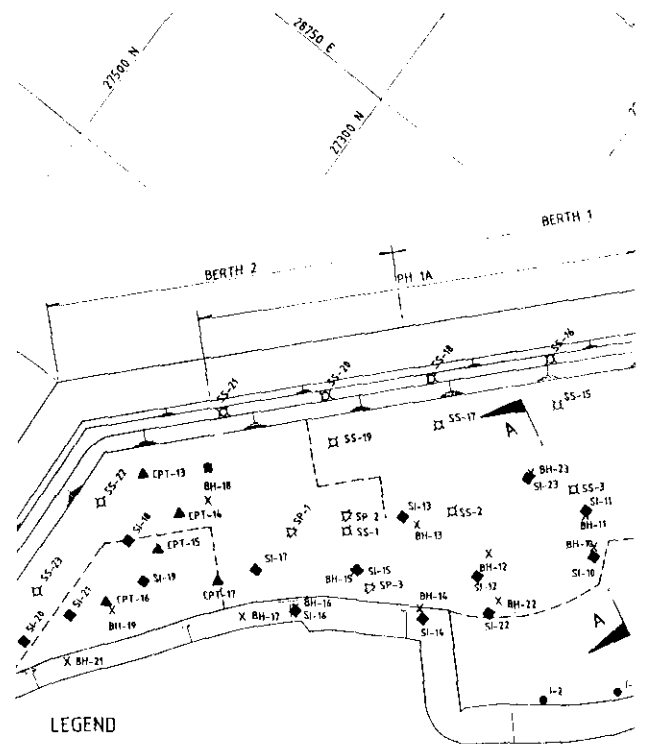 27500 N
28750 E
27300 N
BERTH 1
BERTH 2
PH 1A
SS-16
SS-18
SS-20
SS-21
SS-15
SS-17
SS-19
A
SS-22
CPT-13
BH-18
BH-23
SI-23
SS-3
SI-11
BH-11
CPT-14
SP-1
SP-2
SS-1
SI-13
BH-13
SS-2
SI-18
CPT-15
BH-10
SI-10
SI-17
BH-15
SI-15
SP-3
BH-12
SI-12
SS-23
SI-19
CPT-17
SI-21
CPT-16
BH-19
BH-17
BH-16
SI-16
BH-14
SI-14
BH-22
SI-22
SI-20
A
BH-21
I-2
I-
LEGEND